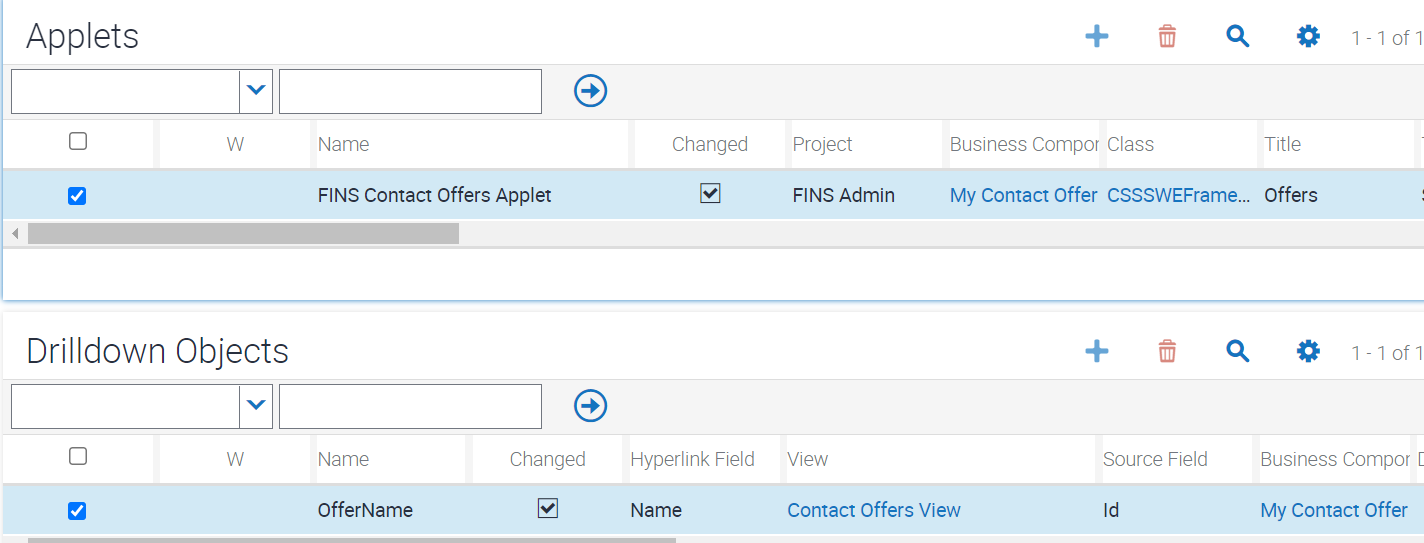 Applets
1 - 1 of 1
W Name Changed Project Business Compor Class Title
FINS Contact Offers Applet FINS Admin My Contact Offer CSSSWEFrame... Offers
Drilldown Objects
1 - 1 of 1
W Name Changed Hyperlink Field View Source Field Business Compor
OfferName Name Contact Offers View Id My Contact Offer